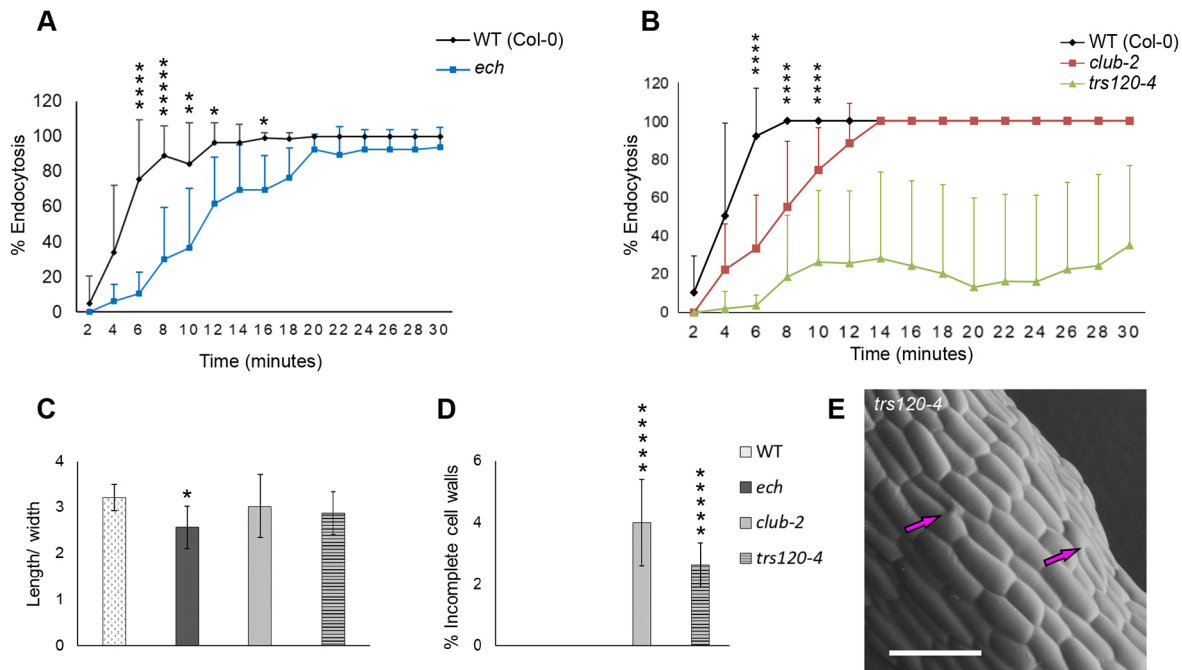 A
WT (Col-0)
ech
****
*****
**
*
*
120
100
80
60
40
20
0
% Endocytosis
2 4 6 8 10 12 14 16 18 20 22 24 26 28 30
Time (minutes)
B
WT (Col-0)
club-2
trs120-4
****
****
****
120
100
80
60
40
20
0
% Endocytosis
2 4 6 8 10 12 14 16 18 20 22 24 26 28 30
Time (minutes)
C
4
3
2
1
0
Length/ width
*
D
6
4
2
0
% Incomplete cell walls
*****
*****
WT
ech
club-2
trs120-4
E
trs120-4